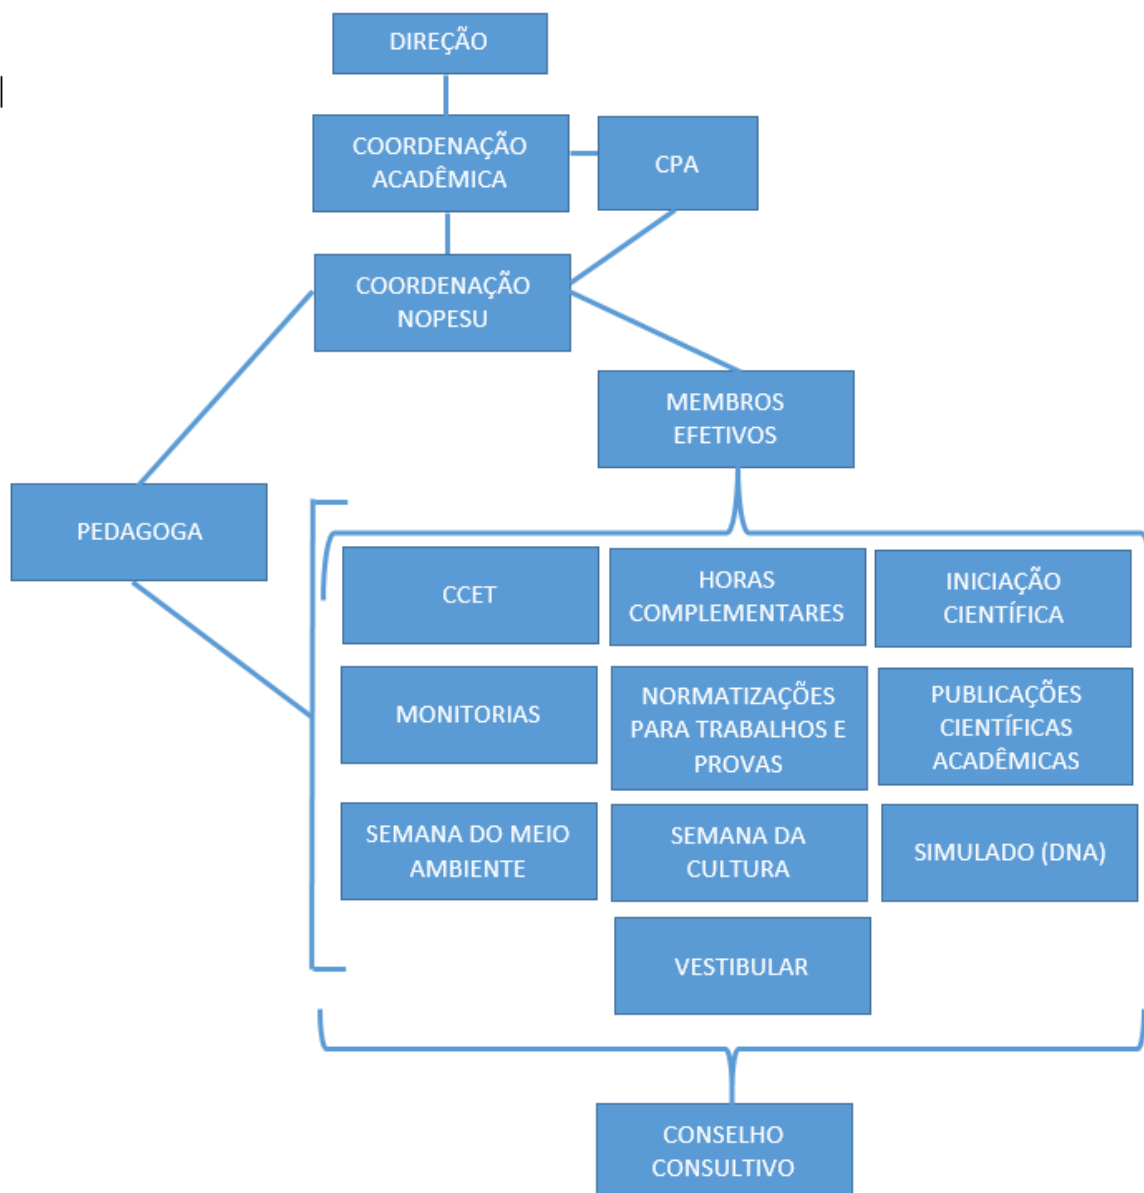 DIREÇÃO
COORDENAÇÃO
ACADÊMICA
CPA
COORDENAÇÃO
NOPESU
MEMBROS
EFETIVOS
PEDAGOGA
CCET
HORAS
COMPLEMENTARES
INICIAÇÃO
CIENTÍFICA
MONITORIAS
NORMATIZAÇÕES
PARA TRABALHOS E
PROVAS
PUBLICAÇÕES
CIENTÍFICAS
ACADÊMICAS
SEMANA DO MEIO
AMBIENTE
SEMANA DA
CULTURA
SIMULADO (DNA)
VESTIBULAR
CONSELHO
CONSULTIVO